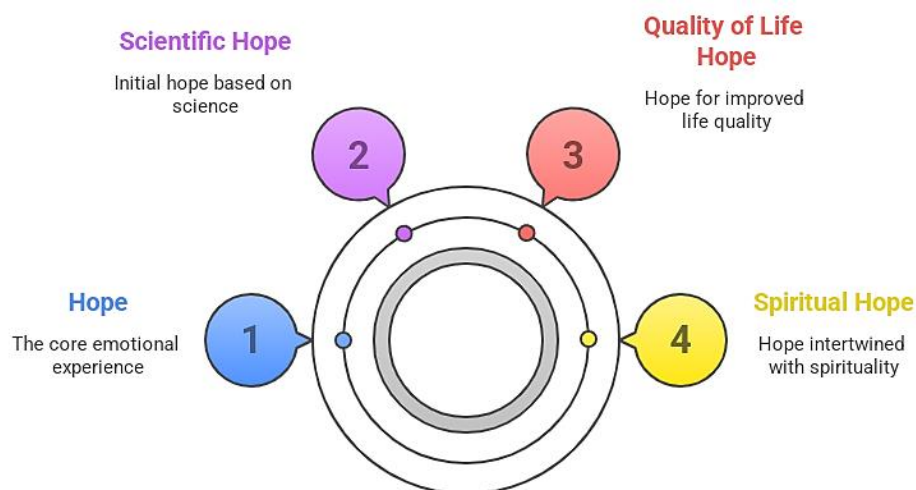 Hope
The core emotional
experience
1
Scientific Hope
Initial hope based on
science
2
Quality of Life
Hope
Hope for improved
life quality
3
Spiritual Hope
Hope intertwined
with spirituality
4